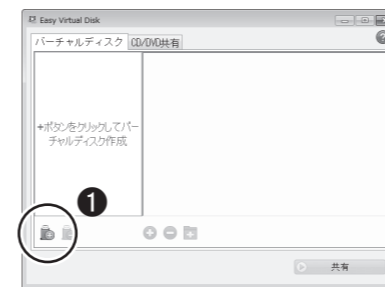 Easy Virtual Disk
バーチャルディスク CD/DVD共有
+ボタンをクリックしてバー
チャルディスク作成
1
共有